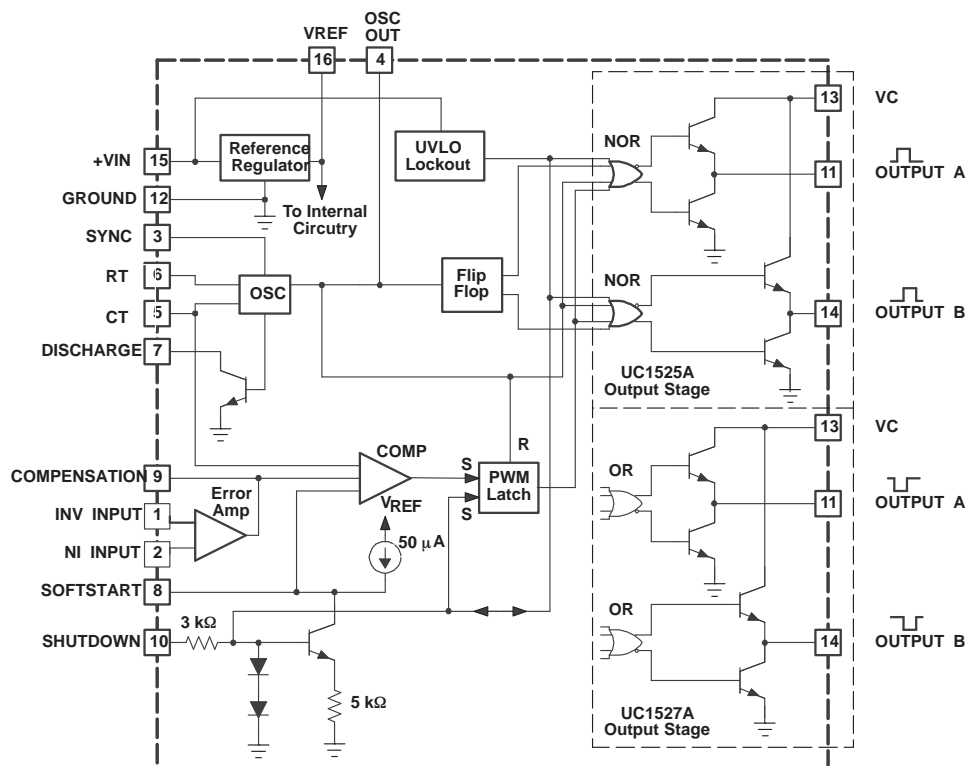 VREF
OSC
OUT
16
4
13
VC
+VIN
15
Reference
Regulator
UVLO
Lockout
NOR
11
OUTPUT A
GROUND
12
To Internal
Circutry
SYNC
3
RT
6
OSC
Flip
Flop
NOR
CT
5
14
OUTPUT B
DISCHARGE
7
UC1525A
Output Stage
13
VC
COMP
R
COMPENSATION
9
S
PWM
Latch
OR
Error
Amp
VREF
S
INV INPUT
1
11
OUTPUT A
NI INPUT
2
50 μA
SOFTSTART
8
OR
3 kΩ
SHUTDOWN
10
14
OUTPUT B
5 kΩ
UC1527A
Output Stage